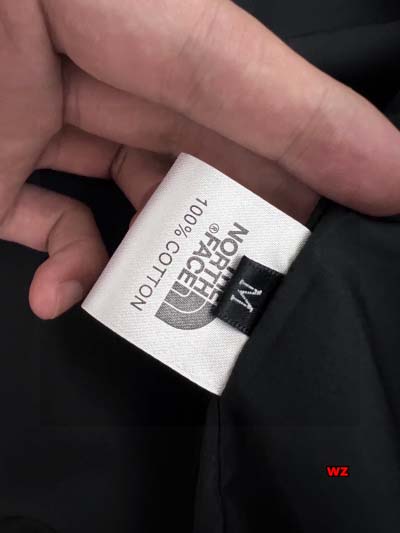 THE
NORTH
FACE®
100% COTTON
M
WZ